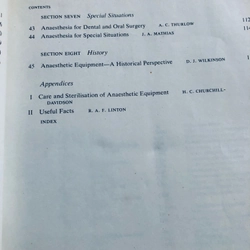 CONTENTS
SECTION SEVEN Special Situations
43 Anaesthesia for Dental and Oral Surgery A. C. THURLOW
44 Anaesthesia for Special Situations I. A. MATHIAS
SECTION EIGHT History
45 Anaesthetic Equipment—A Historical Perspective D. J. WILKINSON
Appendices
I Care and Sterilisation of Anaesthetic Equipment D. C. CHURCHILL-
DAVIDSON
II Useful Facts R. A. F. LINTON
INDEX